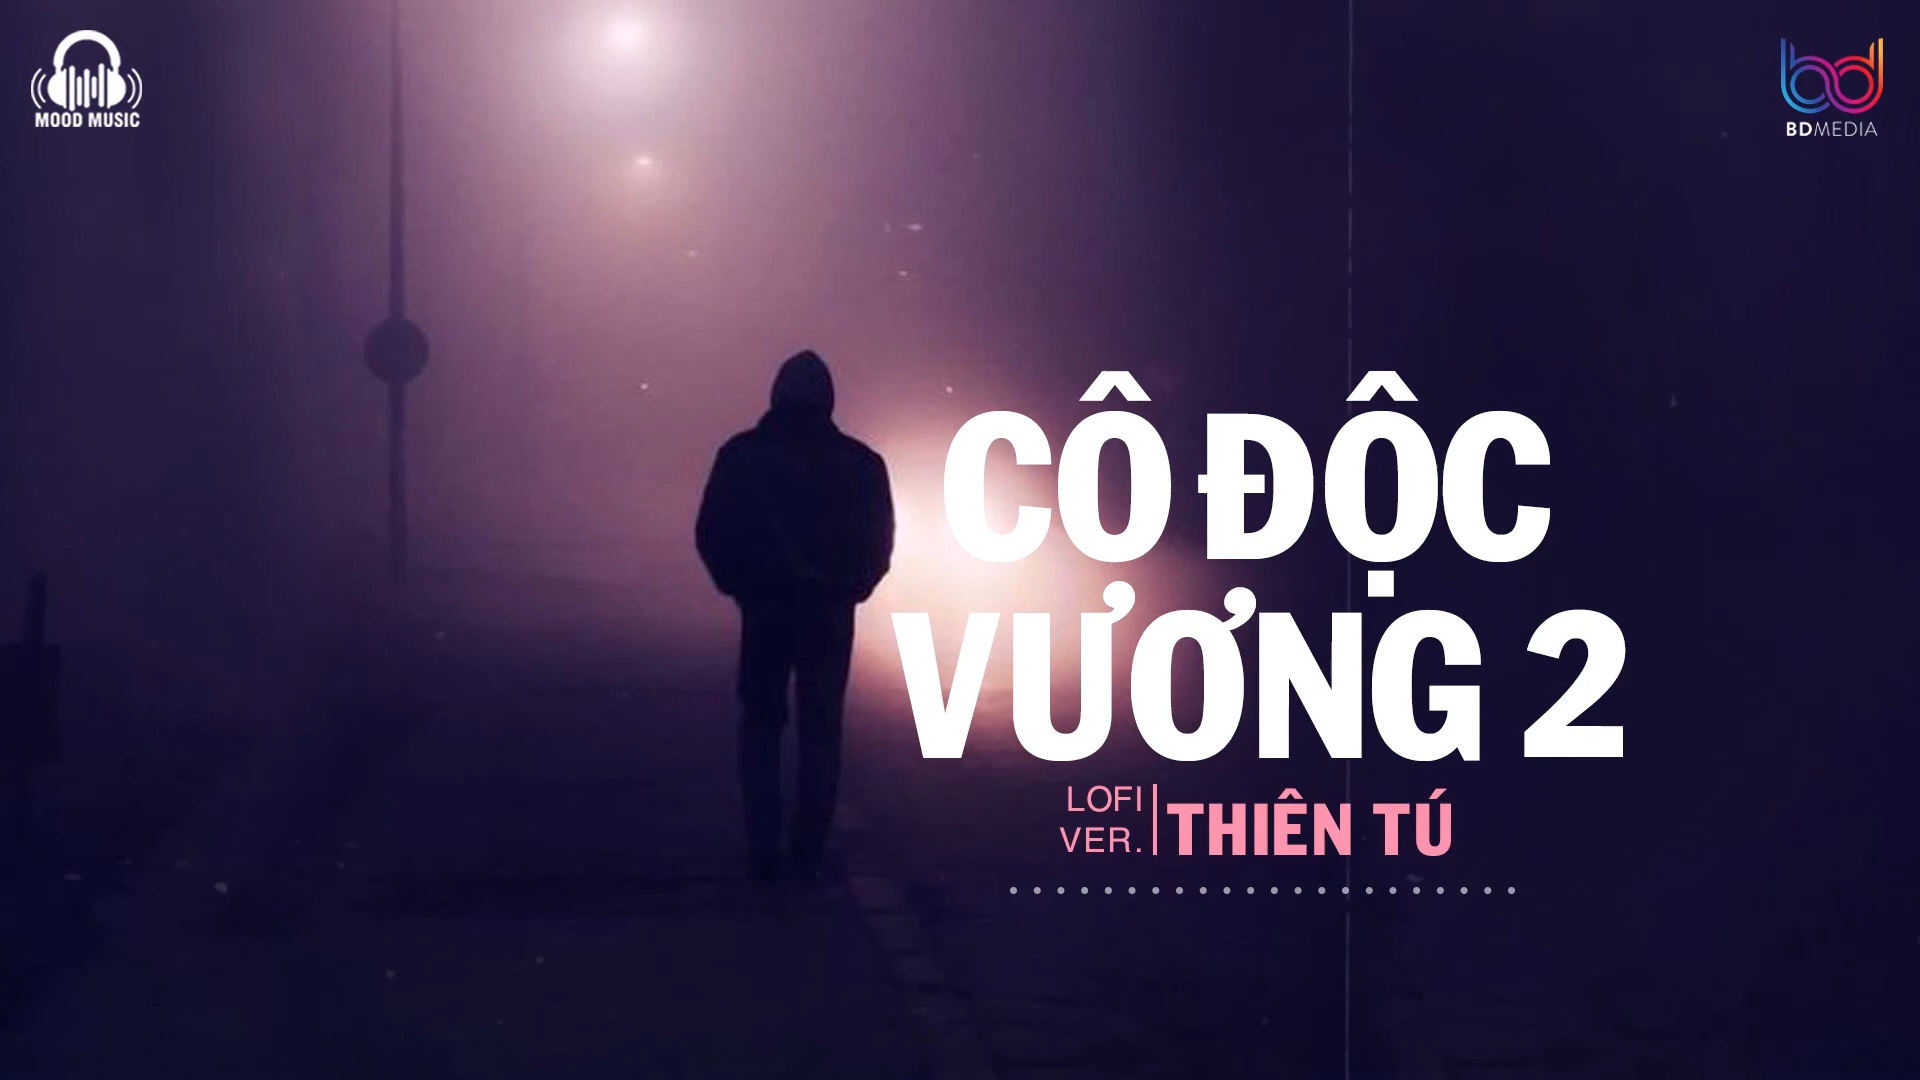 MOOD MUSIC
BDMEDIA
CÔ ĐỘC
VƯƠNG 2
LOFI
VER.
THIÊN TÚ